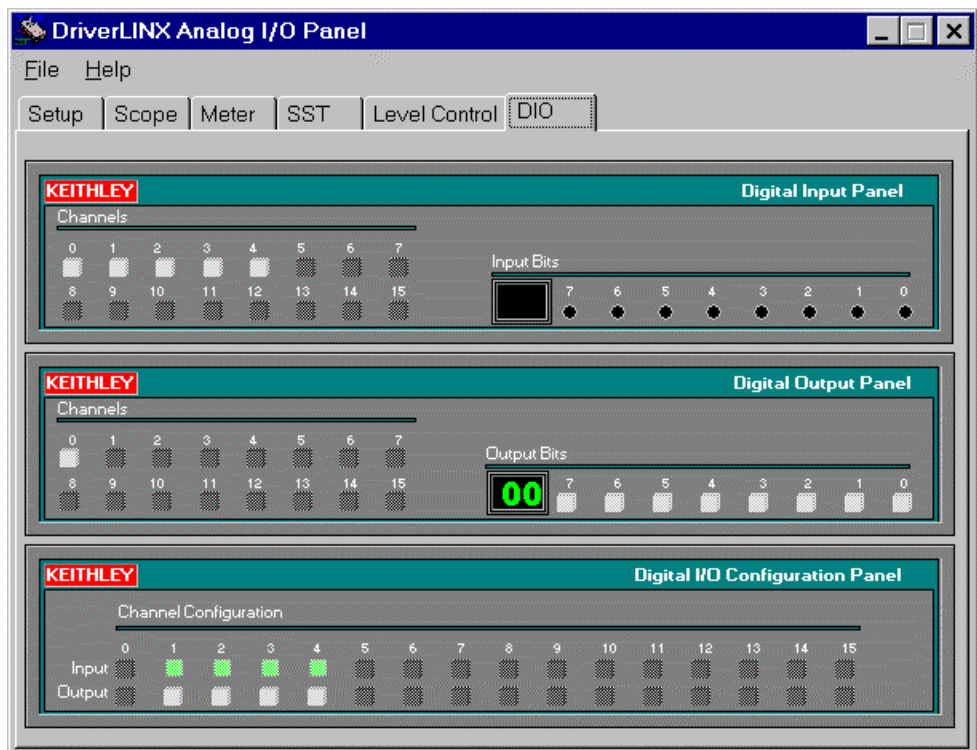 DriverLINX Analog I/O Panel
File Help
Setup Scope Meter SST Level Control DIO
KEITHLEY Digital Input Panel
Channels
0 1 2 3 4 5 6 7
Input Bits
8 9 10 11 12 13 14 15
7 6 5 4 3 2 1 0
KEITHLEY Digital Output Panel
Channels
0 1 2 3 4 5 6 7
Output Bits
8 9 10 11 12 13 14 15
00 7 6 5 4 3 2 1 0
KEITHLEY Digital I/O Configuration Panel
Channel Configuration
0 1 2 3 4 5 6 7 8 9 10 11 12 13 14 15
Input
Output